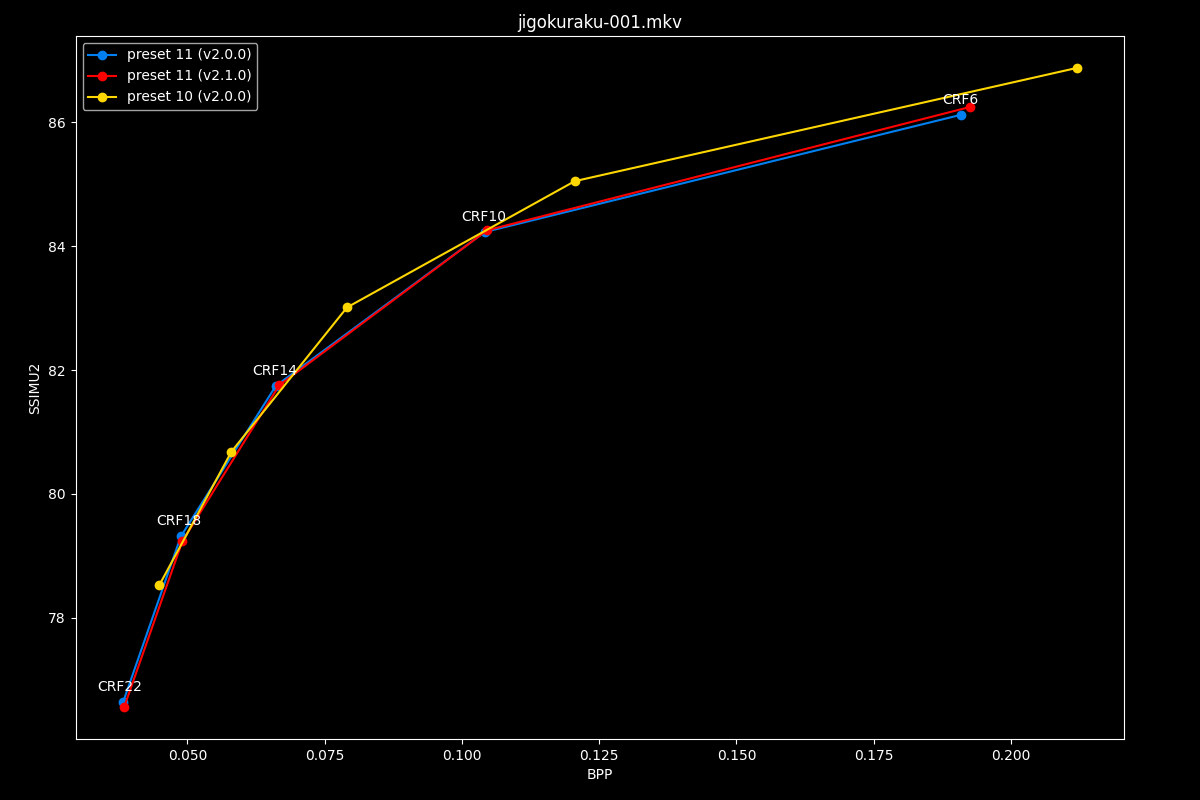 jigokuraku-001.mkv
preset 11 (v2.0.0)
preset 11 (v2.1.0)
preset 10 (v2.0.0)
86
84
82
80
78
SSIMU2
CRF6
CRF10
CRF14
CRF18
CRF22
0.050 0.075 0.100 0.125 0.150 0.175 0.200
BPP